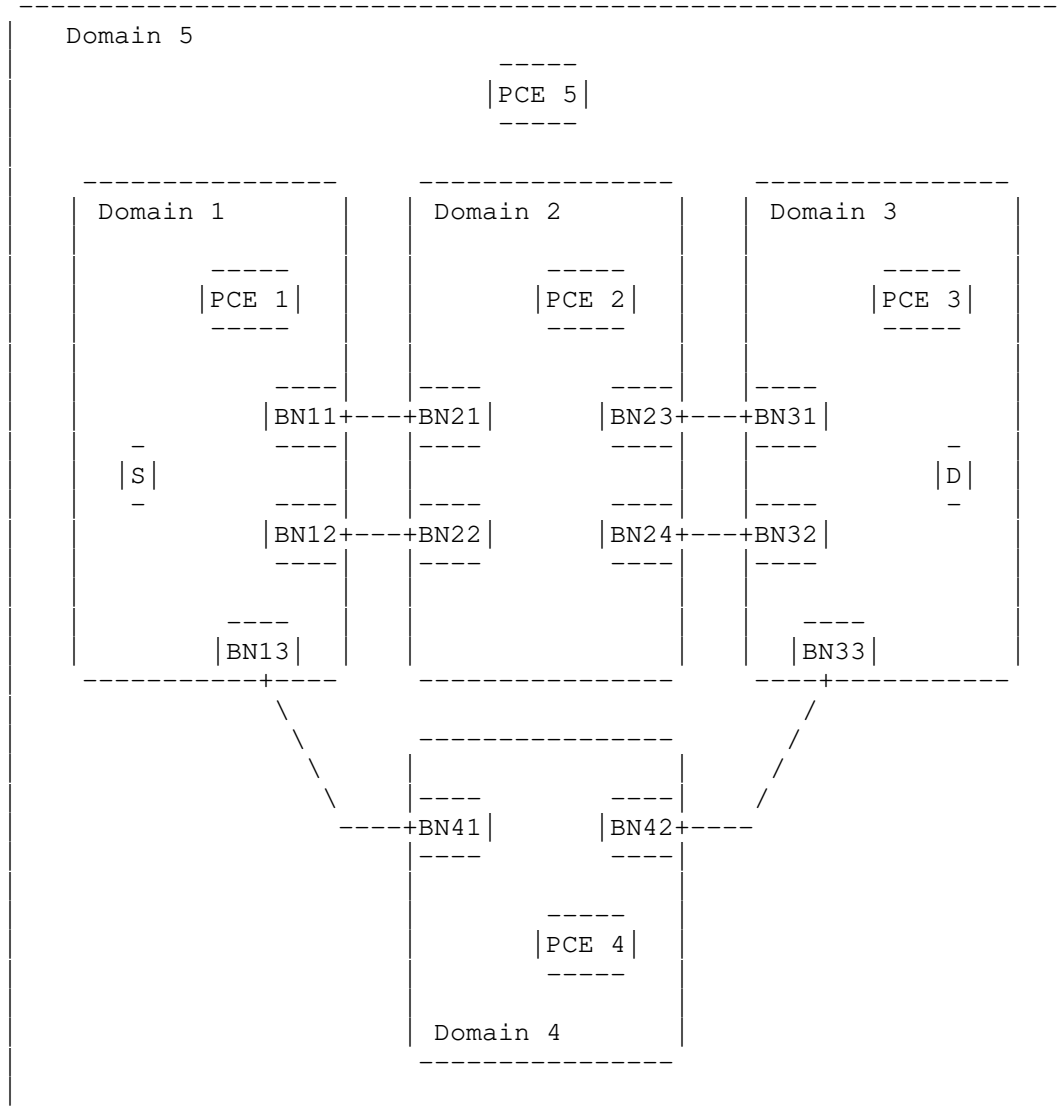 Domain 5
PCE 5
Domain 1 Domain 2 Domain 3
PCE 1 PCE 2 PCE 3
BN11 BN21 BN23 BN31
S D
BN12 BN22 BN24 BN32
BN13 BN33
BN41 BN42
PCE 4
Domain 4